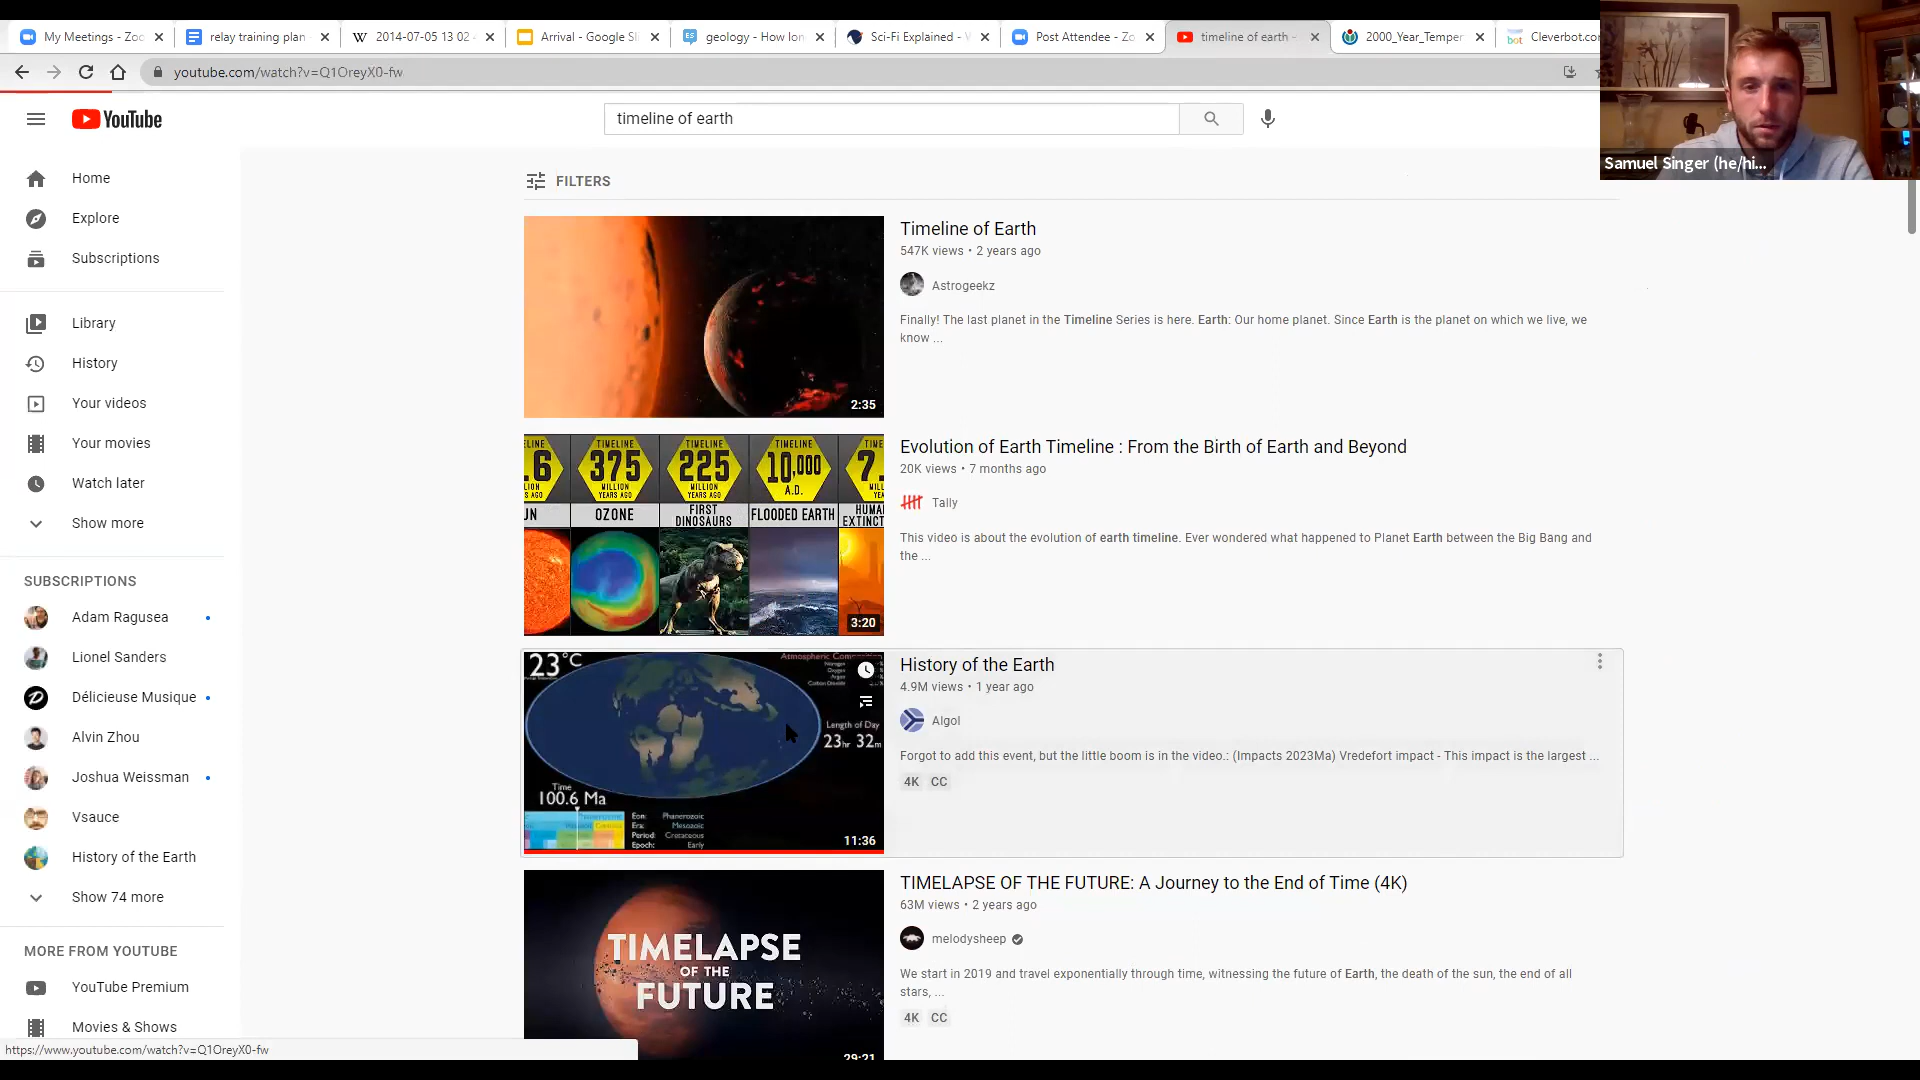 My Meetings - Zoo
relay training plan
2014-07-05 13 02
Arrival - Google Sli
geology - How lon
Sci-Fi Explained - V
Post Attendee - Zo
timeline of earth -
2000_Year_Temper
Cleverbot.co
youtube.com/watch?v=Q1OreyX0-fw
YouTube
timeline of earth
Samuel Singer (he/hi...
Home
Explore
Subscriptions
Library
History
Your videos
Your movies
Watch later
Show more
SUBSCRIPTIONS
Adam Ragusea
Lionel Sanders
Délicieuse Musique
Alvin Zhou
Joshua Weissman
Vsauce
History of the Earth
Show 74 more
MORE FROM YOUTUBE
YouTube Premium
Movies & Shows
https://www.youtube.com/watch?v=Q1OreyX0-fw
FILTERS
2:35
Timeline of Earth
547K views • 2 years ago
Astrogeekz
Finally! The last planet in the Timeline Series is here. Earth: Our home planet. Since Earth is the planet on which we live, we
know ...
TIMELINE TIMELINE TIMELINE
375 225 10,000
MILLION YEARS AGO MILLION YEARS AGO A.D.
OZONE FIRST DINOSAURS FLOODED EARTH HUMA EXTINCT
3:20
Evolution of Earth Timeline : From the Birth of Earth and Beyond
20K views • 7 months ago
Tally
This video is about the evolution of earth timeline. Ever wondered what happened to Planet Earth between the Big Bang and
the ...
23°C
Length of Day
23hr 32m
Time
100.6 Ma
Eon: Phanerozoic
Era: Mesozoic
Period: Cretaceous
Epoch: Early
11:36
History of the Earth
4.9M views • 1 year ago
Algol
Forgot to add this event, but the little boom is in the video.: (Impacts 2023Ma) Vredefort impact - This impact is the largest ...
4K CC
TIMELAPSE
OF THE
FUTURE
29:21
TIMELAPSE OF THE FUTURE: A Journey to the End of Time (4K)
63M views • 2 years ago
melodysheep
We start in 2019 and travel exponentially through time, witnessing the future of Earth, the death of the sun, the end of all
stars, ...
4K CC